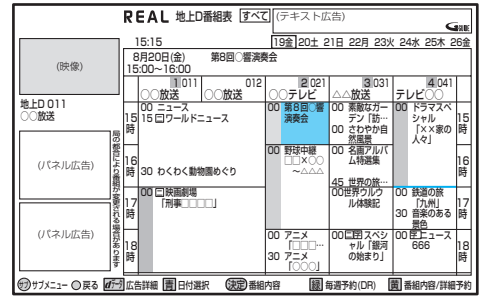 REAL 地上D番組表 すべて (テキスト広告)
GガイドE
15:15
19金 20土 21日 22月 23火 24水 25木 26金
8月20日(金) 第8回○響演奏会
15:00~16:00
(映像)
地上D 011
○○放送
(パネル広告)
(パネル広告)
局の都合により番組が変更される場合があります
1 011
○○放送
012
○○放送
2 021
○○テレビ
3 031
△△放送
4 041
テレビ○○
15時
16時
17時
18時
00 ニュース
15 ワールドニュース
30 わくわく動物園めぐり
00 映画劇場
「刑事□□□□」
00 第8回○響
演奏会
00 野球中継
□□×○○
~△△△
00 アニメ
「□□□…
30 アニメ
「○○○」
00 素敵なガー
デン「訪…
00 さわやか自
然風景
00 名画アルバ
ム特選集
45 世界の旅…
00世界ウルウ
ル体験記
00 スペシ
ャル「銀河
の始まり」
00 ドラマスペ
シャル
「××家の
人々」
00 鉄道の旅
「九州」
30 音楽のある
景色
00 ニュース
666
サブメニュー 戻る dデータ 広告詳細 青 日付選択 決定 番組内容 緑 毎週予約(DR) 黄 番組内容/詳細予約